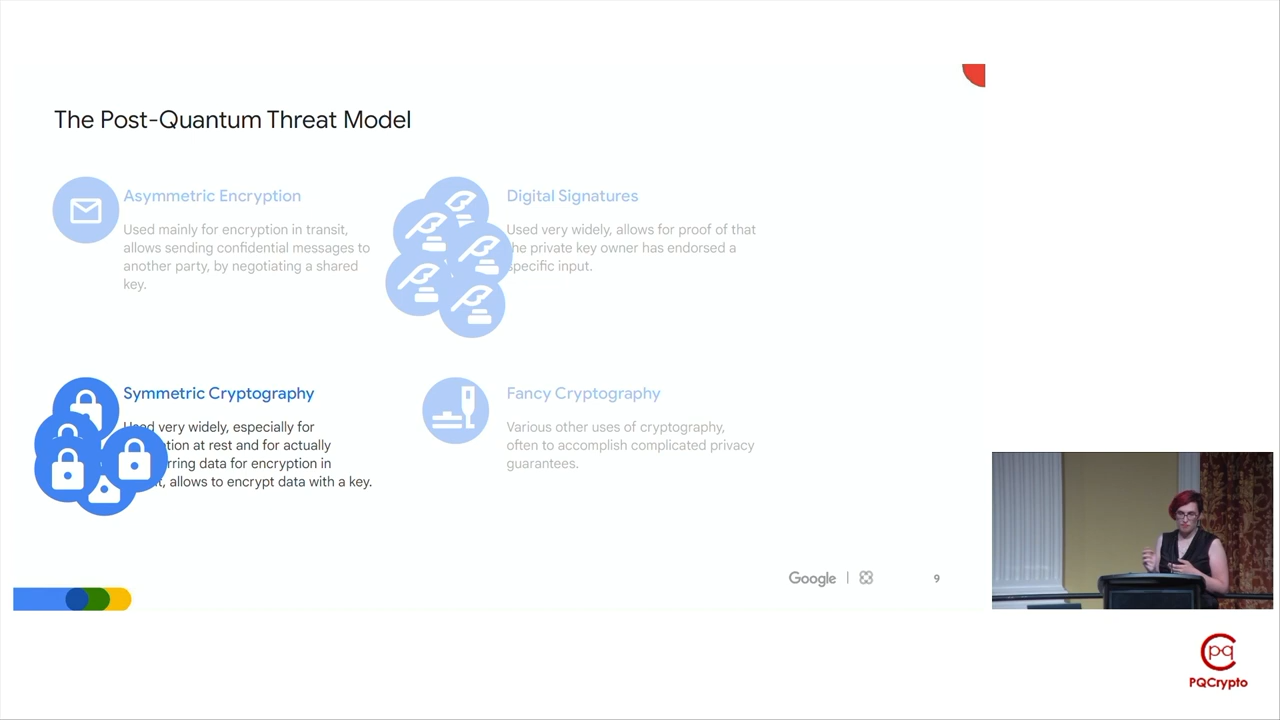 The Post-Quantum Threat Model
Asymmetric Encryption
Used mainly for encryption in transit,
allows sending confidential messages to
another party, by negotiating a shared
key.
Digital Signatures
Used very widely, allows for proof of that
the private key owner has endorsed a
specific input.
Symmetric Cryptography
Used very widely, especially for
tion at rest and for actually
rring data for encryption in
t, allows to encrypt data with a key.
Fancy Cryptography
Various other uses of cryptography,
often to accomplish complicated privacy
guarantees.
Google
9
pq
PQCrypto